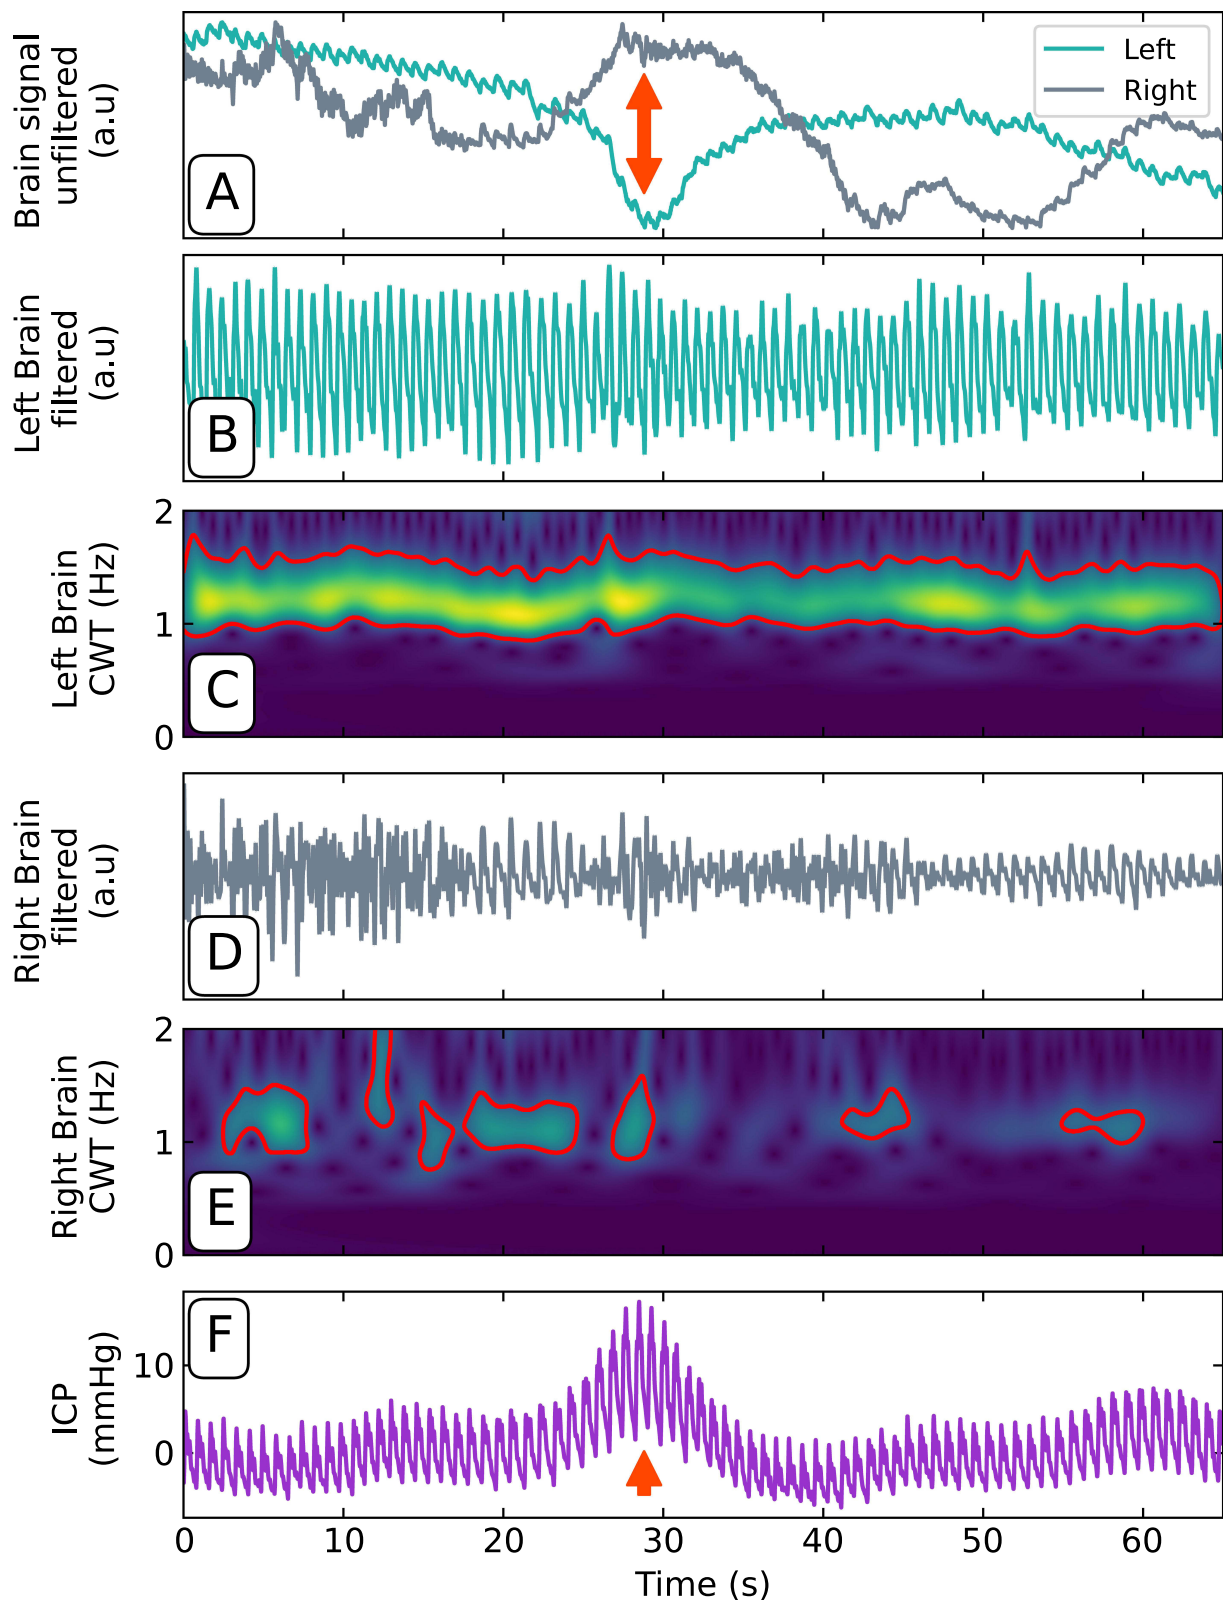 Brain signal
unfiltered
(a.u)
Left
Right
A
Left Brain
filtered
(a.u)
B
Left Brain
CWT (Hz)
2
1
0
C
Right Brain
filtered
(a.u)
D
Right Brain
CWT (Hz)
2
1
0
E
ICP
(mmHg)
10
0
F
0 10 20 30 40 50 60
Time (s)